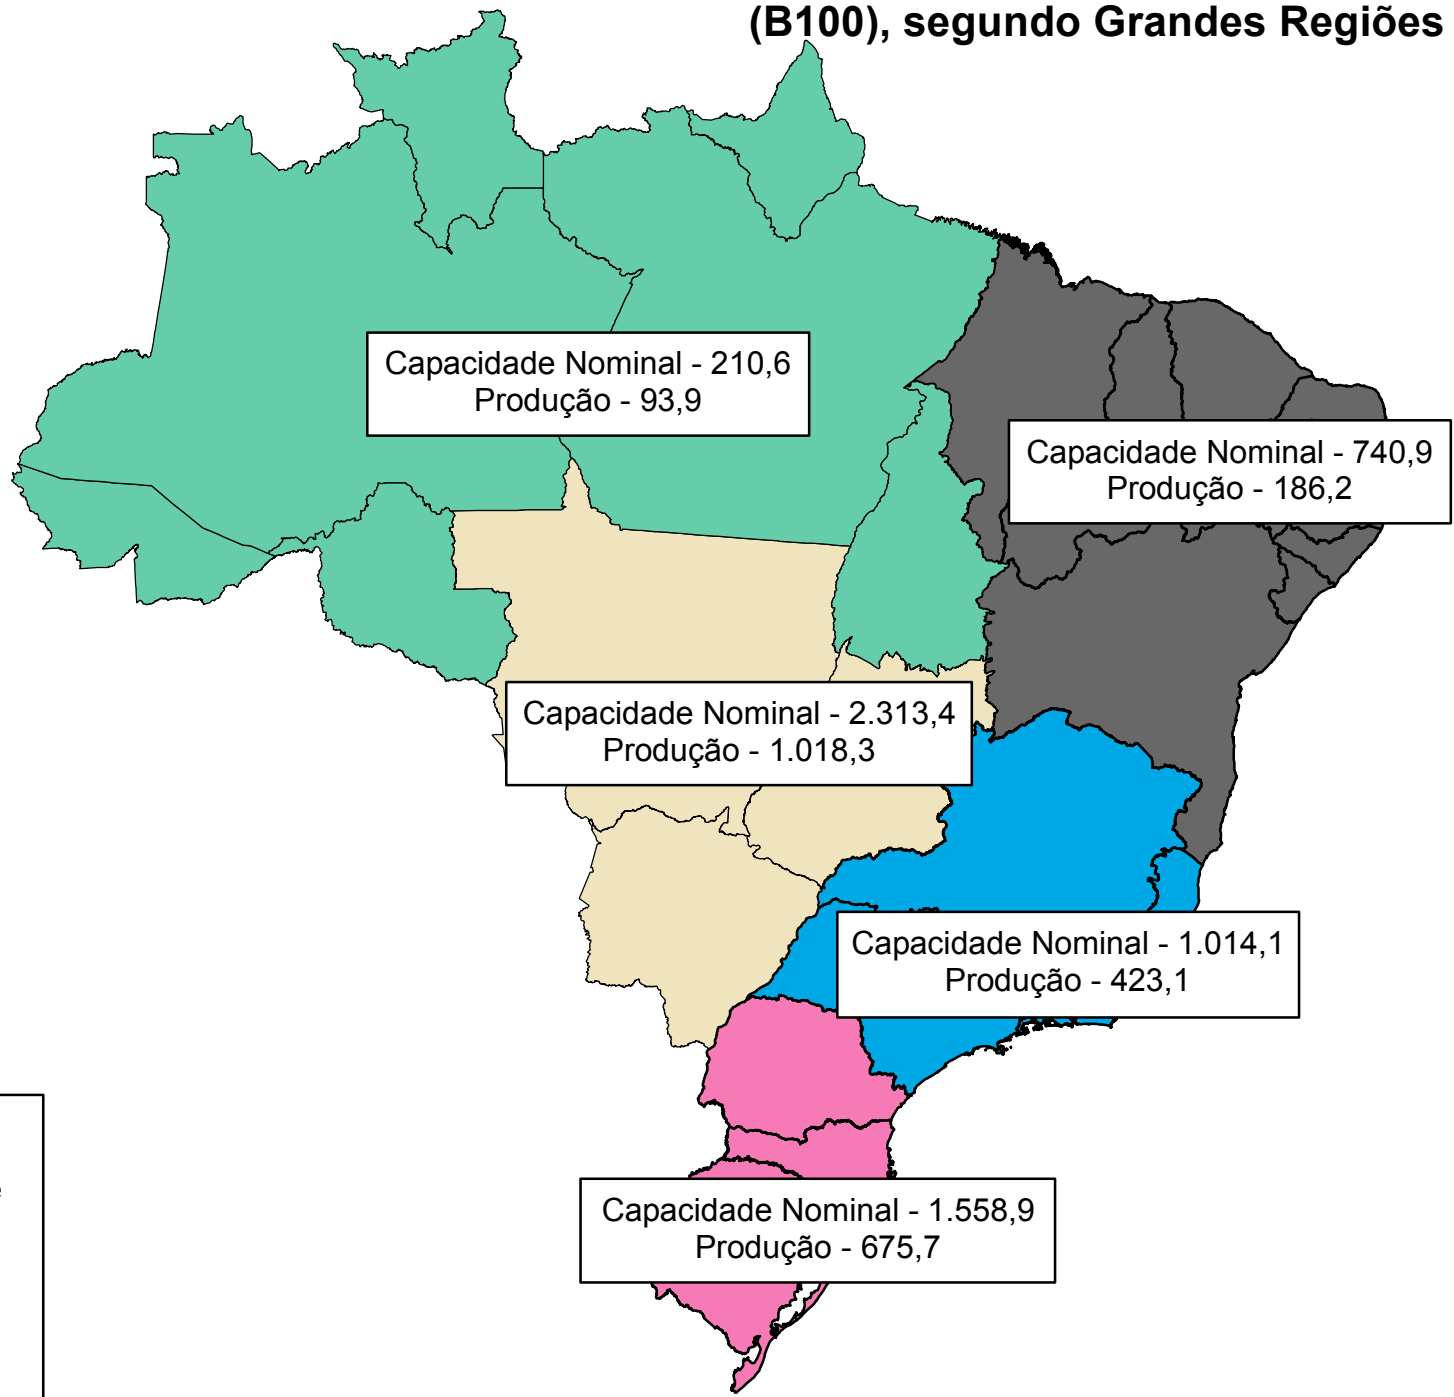 (B100), segundo Grandes Regiões
Capacidade Nominal - 210,6
Produção - 93,9
Capacidade Nominal - 740,9
Produção - 186,2
Capacidade Nominal - 2.313,4
Produção - 1.018,3
Capacidade Nominal - 1.014,1
Produção - 423,1
Capacidade Nominal - 1.558,9
Produção - 675,7